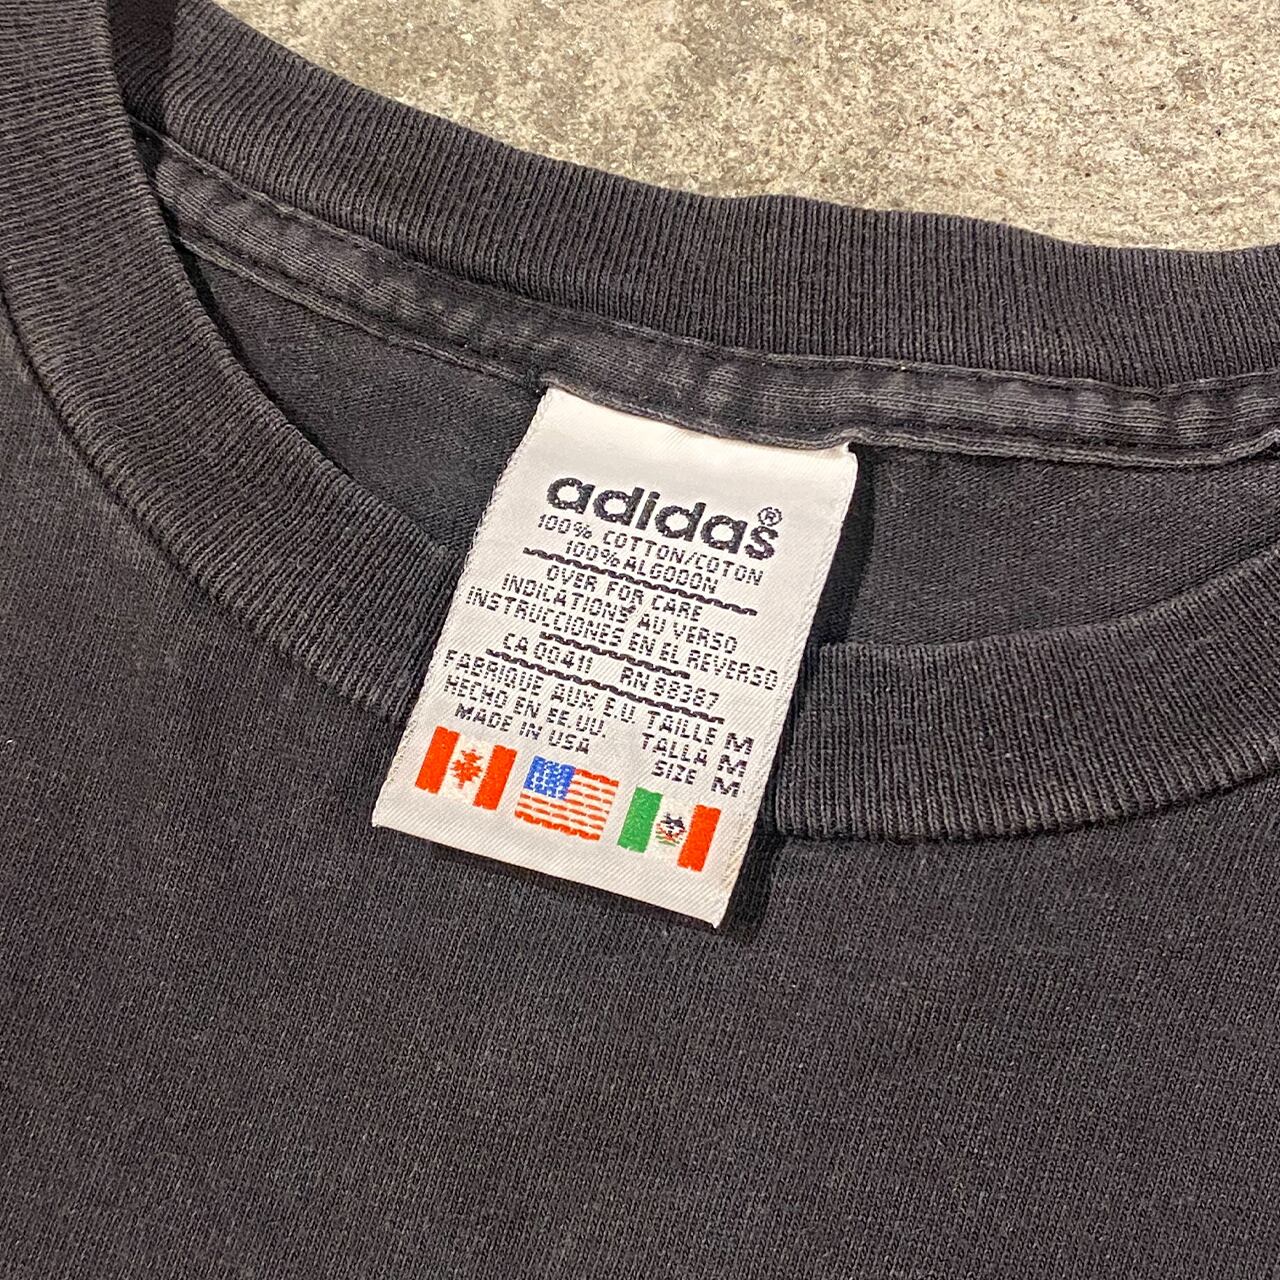 adidas®
100% COTTON/COTON
100% ALGODON
OVER FOR CARE
INDICATIONS AU VERSO
INSTRUCCIONES EN EL REVERSO
CA 00411 RN 88387
FABRIQUE AUX E.U. TAILLE M
HECHO EN EE.UU. TALLA M
MADE IN USA SIZE M